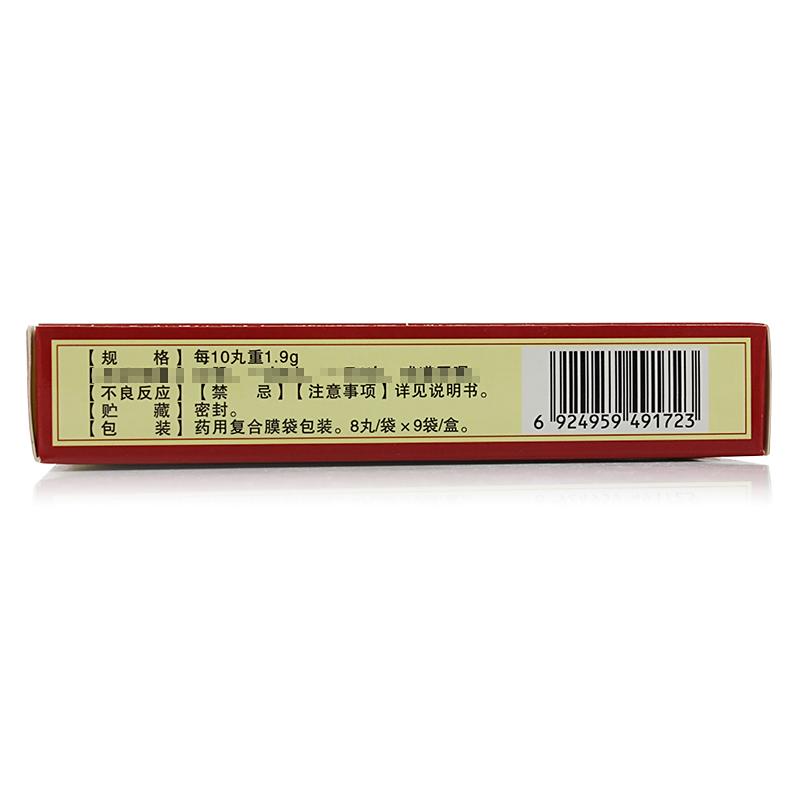 【规格】每10丸重1.9g
【不良反应】【禁忌】【注意事项】详见说明书。
【贮藏】密封。
【包装】药用复合膜袋包装。8丸/袋×9袋/盒。
6 924959 491723